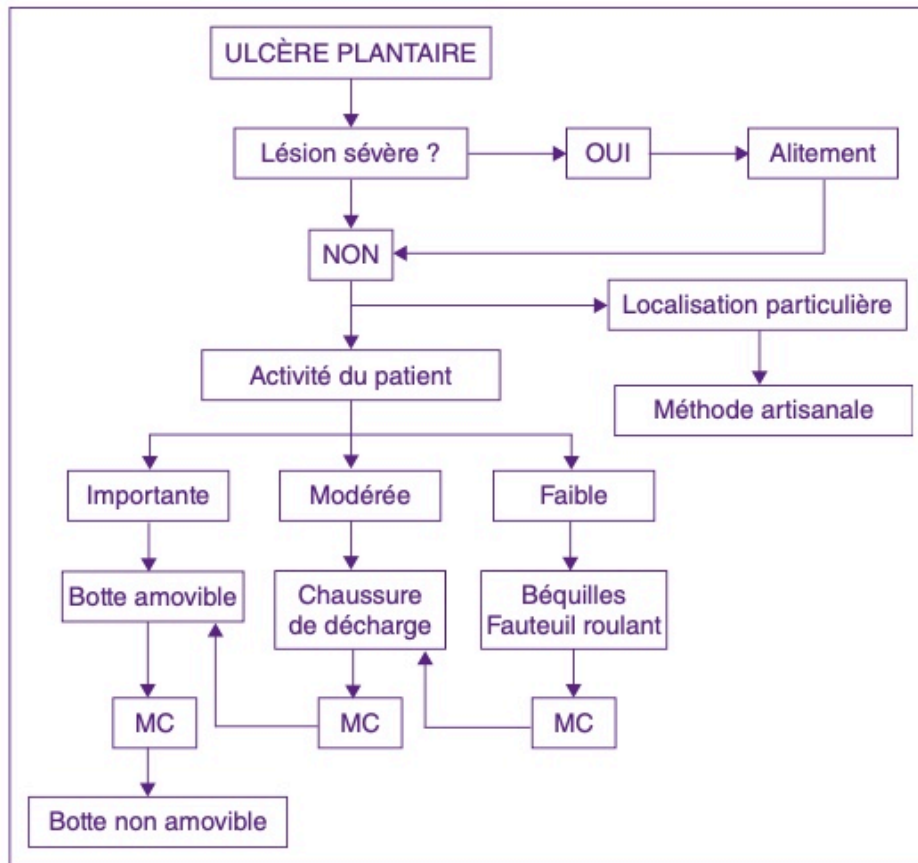 ULCÈRE PLANTAIRE
Lésion sévère ?
OUI
Alitement
NON
Localisation particulière
Activité du patient
Méthode artisanale
Importante
Modérée
Faible
Botte amovible
Chaussure
de décharge
Béquilles
Fauteuil roulant
MC
MC
MC
Botte non amovible